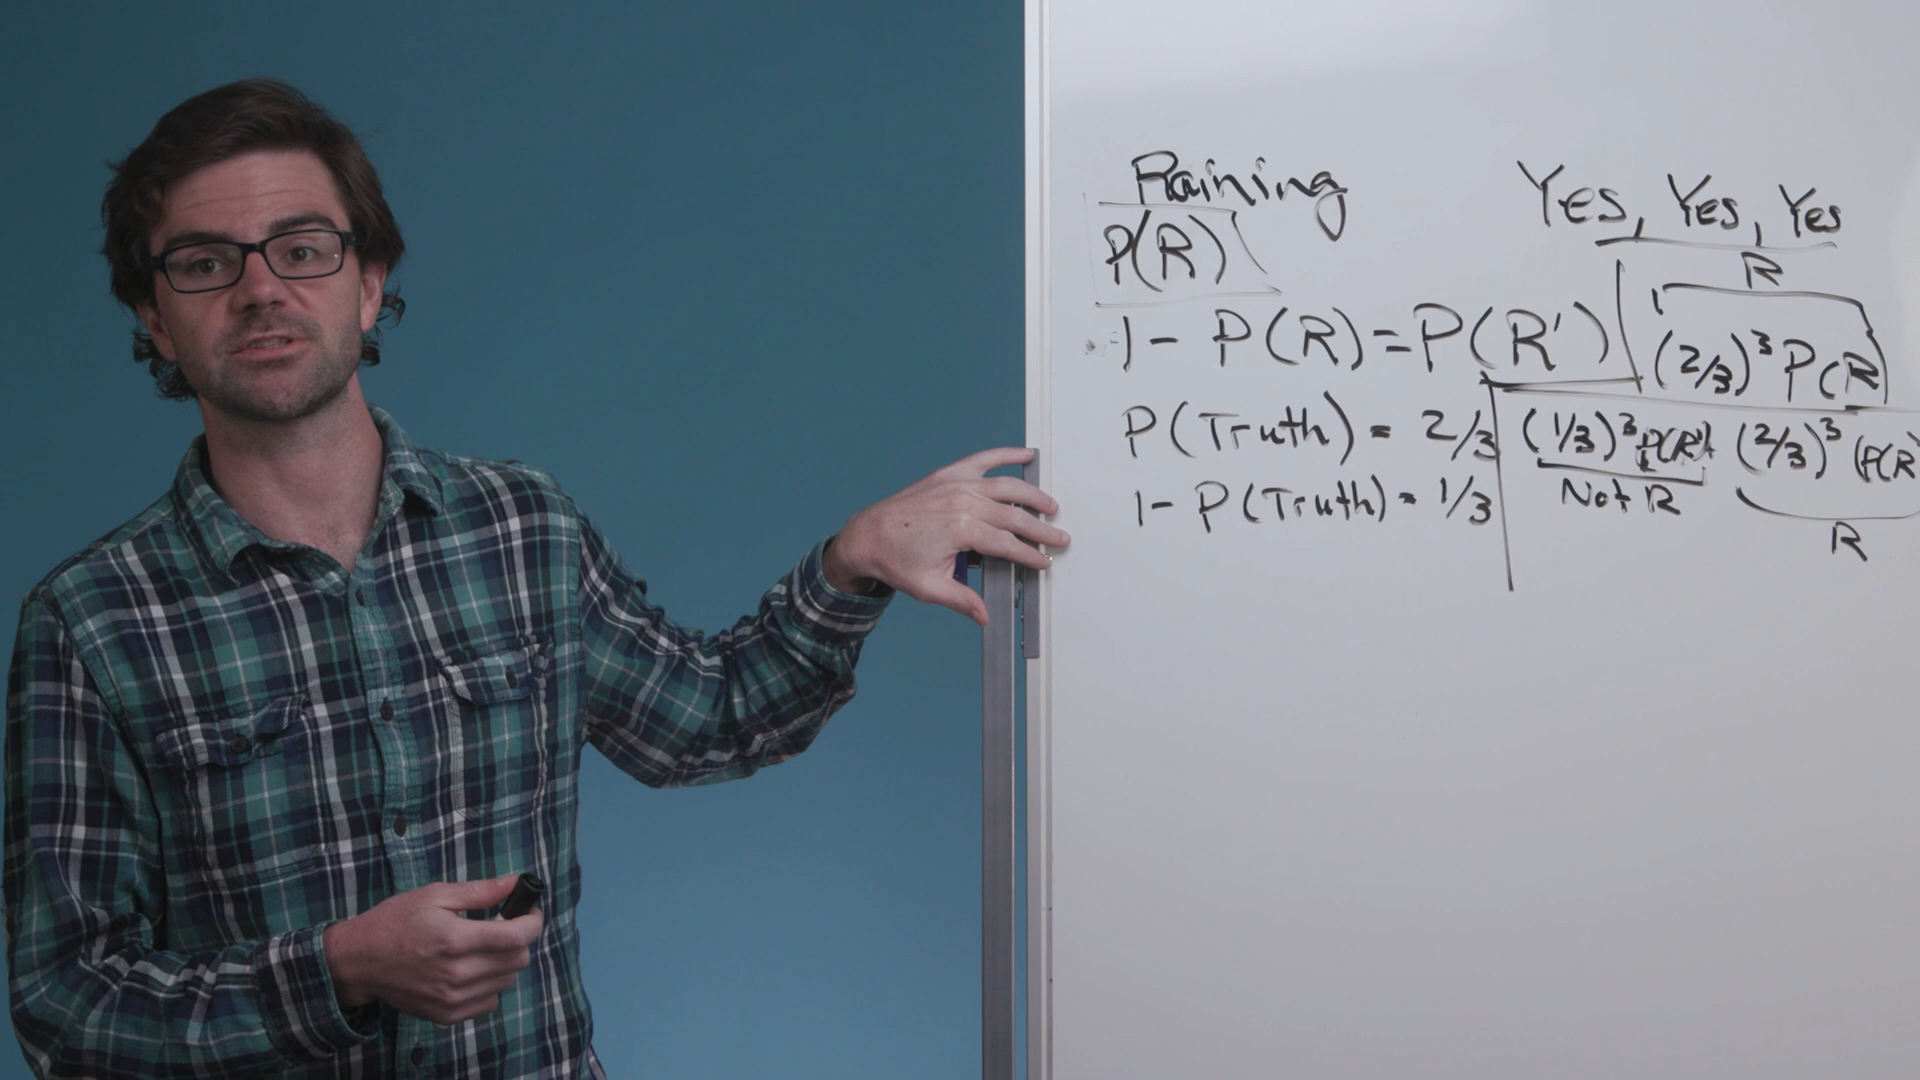 Raining Yes, Yes, Yes
P(R) R
1 - P(R) = P(R') (2/3)³ P(R)
P(Truth) = 2/3 (1/3)³ P(R') (2/3)³ (P(R)
1 - P(Truth) = 1/3 Not R
R